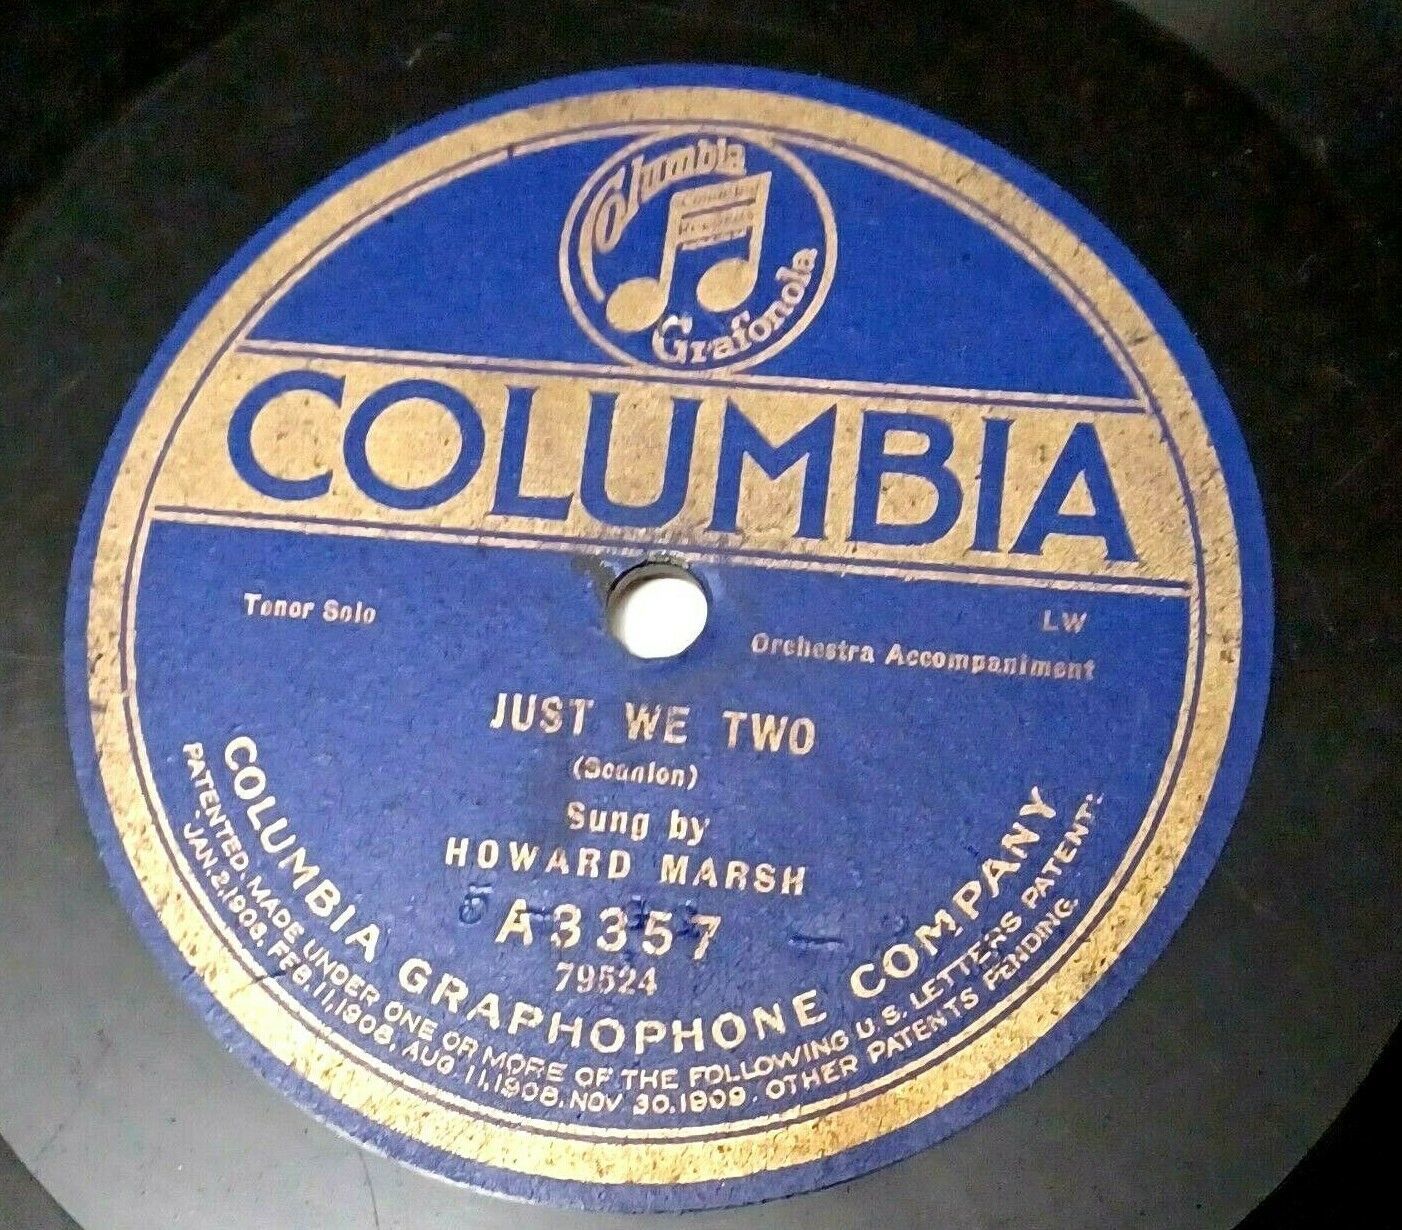 Columbia
Grafonola
COLUMBIA
Tenor Solo
LW
Orchestra Accompaniment
JUST WE TWO
(Scanlon)
Sung by
HOWARD MARSH
A3357
79524
COLUMBIA GRAPHOPHONE COMPANY
PATENTED, MADE UNDER ONE OR MORE OF THE FOLLOWING U.S. LETTERS PATENT:
JAN.2,1906, FEB.11,1908, AUG.11,1908, NOV 30,1909. OTHER PATENTS PENDING.